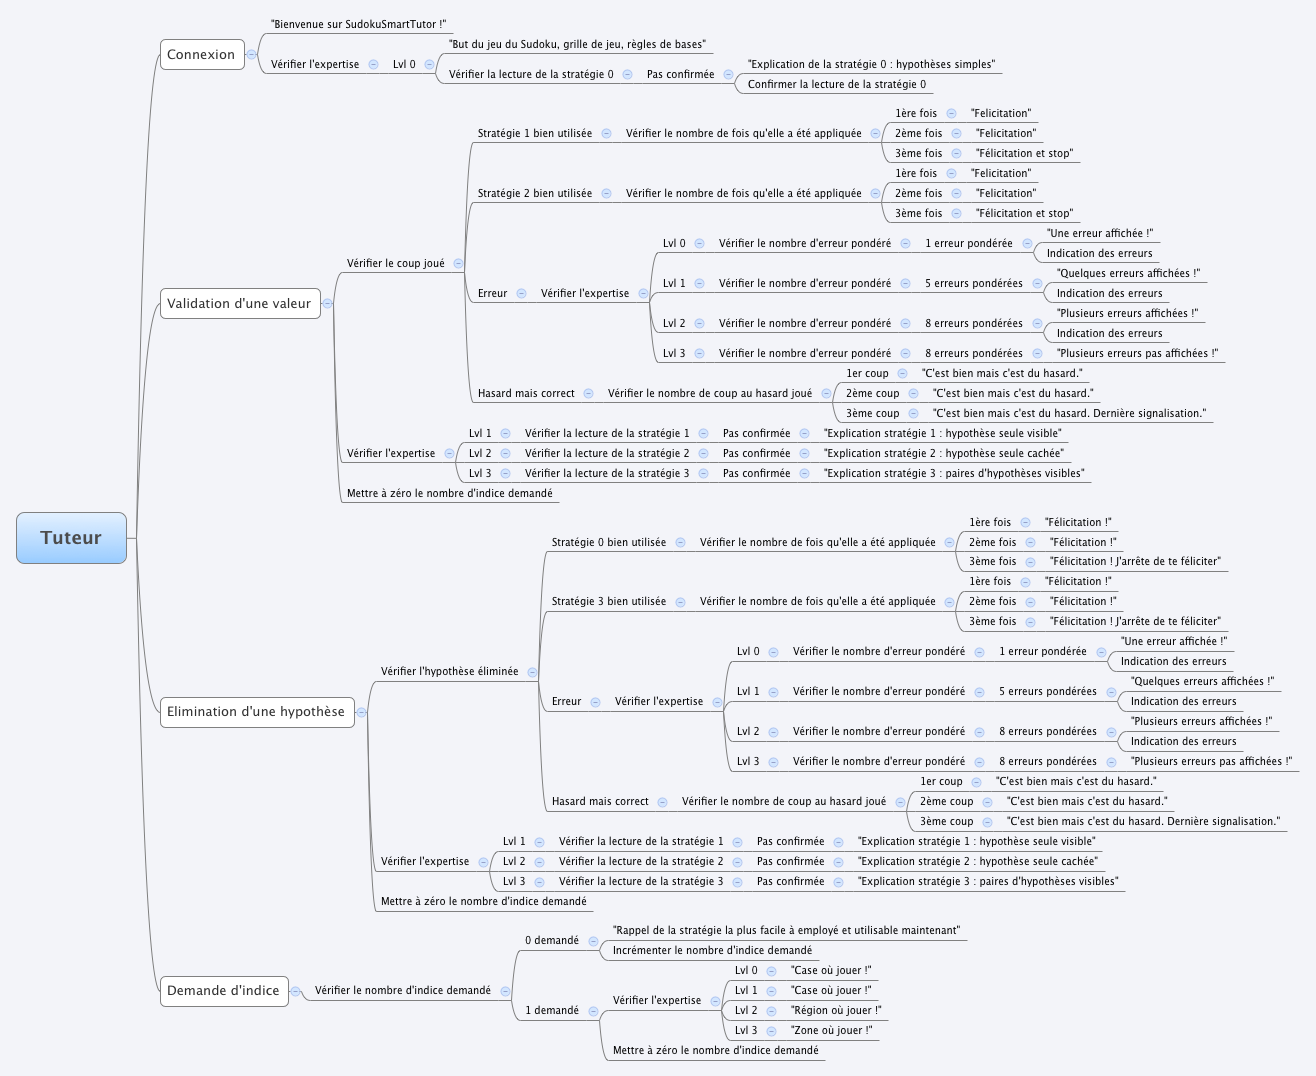 Tuteur
Connexion
"Bienvenue sur SudokuSmartTutor !"
Vérifier l'expertise
Lvl 0
"But du jeu du Sudoku, grille de jeu, règles de bases"
Vérifier la lecture de la stratégie 0
Pas confirmée
"Explication de la stratégie 0 : hypothèses simples"
Confirmer la lecture de la stratégie 0
Validation d'une valeur
Vérifier le coup joué
Stratégie 1 bien utilisée
Vérifier le nombre de fois qu'elle a été appliquée
1ère fois
"Felicitation"
2ème fois
"Felicitation"
3ème fois
"Félicitation et stop"
Stratégie 2 bien utilisée
Vérifier le nombre de fois qu'elle a été appliquée
1ère fois
"Felicitation"
2ème fois
"Felicitation"
3ème fois
"Félicitation et stop"
Erreur
Vérifier l'expertise
Lvl 0
Vérifier le nombre d'erreur pondéré
1 erreur pondérée
"Une erreur affichée !"
Indication des erreurs
Lvl 1
Vérifier le nombre d'erreur pondéré
5 erreurs pondérées
"Quelques erreurs affichées !"
Indication des erreurs
Lvl 2
Vérifier le nombre d'erreur pondéré
8 erreurs pondérées
"Plusieurs erreurs affichées !"
Indication des erreurs
Lvl 3
Vérifier le nombre d'erreur pondéré
8 erreurs pondérées
"Plusieurs erreurs pas affichées !"
Hasard mais correct
Vérifier le nombre de coup au hasard joué
1er coup
"C'est bien mais c'est du hasard."
2ème coup
"C'est bien mais c'est du hasard."
3ème coup
"C'est bien mais c'est du hasard. Dernière signalisation."
Vérifier l'expertise
Lvl 1
Vérifier la lecture de la stratégie 1
Pas confirmée
"Explication stratégie 1 : hypothèse seule visible"
Lvl 2
Vérifier la lecture de la stratégie 2
Pas confirmée
"Explication stratégie 2 : hypothèse seule cachée"
Lvl 3
Vérifier la lecture de la stratégie 3
Pas confirmée
"Explication stratégie 3 : paires d'hypothèses visibles"
Mettre à zéro le nombre d'indice demandé
Elimination d'une hypothèse
Vérifier l'hypothèse éliminée
Stratégie 0 bien utilisée
Vérifier le nombre de fois qu'elle a été appliquée
1ère fois
"Félicitation !"
2ème fois
"Félicitation !"
3ème fois
"Félicitation ! J'arrête de te féliciter"
Stratégie 3 bien utilisée
Vérifier le nombre de fois qu'elle a été appliquée
1ère fois
"Félicitation !"
2ème fois
"Félicitation !"
3ème fois
"Félicitation ! J'arrête de te féliciter"
Erreur
Vérifier l'expertise
Lvl 0
Vérifier le nombre d'erreur pondéré
1 erreur pondérée
"Une erreur affichée !"
Indication des erreurs
Lvl 1
Vérifier le nombre d'erreur pondéré
5 erreurs pondérées
"Quelques erreurs affichées !"
Indication des erreurs
Lvl 2
Vérifier le nombre d'erreur pondéré
8 erreurs pondérées
"Plusieurs erreurs affichées !"
Indication des erreurs
Lvl 3
Vérifier le nombre d'erreur pondéré
8 erreurs pondérées
"Plusieurs erreurs pas affichées !"
Hasard mais correct
Vérifier le nombre de coup au hasard joué
1er coup
"C'est bien mais c'est du hasard."
2ème coup
"C'est bien mais c'est du hasard."
3ème coup
"C'est bien mais c'est du hasard. Dernière signalisation."
Vérifier l'expertise
Lvl 1
Vérifier la lecture de la stratégie 1
Pas confirmée
"Explication stratégie 1 : hypothèse seule visible"
Lvl 2
Vérifier la lecture de la stratégie 2
Pas confirmée
"Explication stratégie 2 : hypothèse seule cachée"
Lvl 3
Vérifier la lecture de la stratégie 3
Pas confirmée
"Explication stratégie 3 : paires d'hypothèses visibles"
Mettre à zéro le nombre d'indice demandé
Demande d'indice
Vérifier le nombre d'indice demandé
0 demandé
"Rappel de la stratégie la plus facile à employé et utilisable maintenant"
Incrémenter le nombre d'indice demandé
1 demandé
Vérifier l'expertise
Lvl 0
"Case où jouer !"
Lvl 1
"Case où jouer !"
Lvl 2
"Région où jouer !"
Lvl 3
"Zone où jouer !"
Mettre à zéro le nombre d'indice demandé